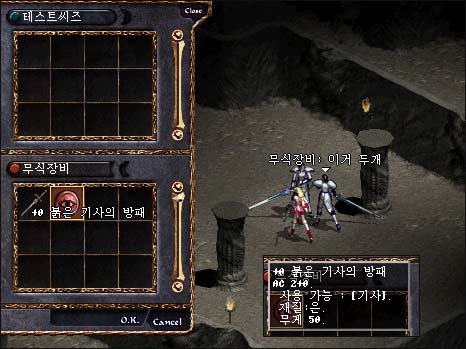 Close
테스트씨즈
무식장비
+0 붉은 기사의 방패
O.K.
Cancel
무식장비: 이거 두개
+0 붉은 기사의 방패
AC 2+0.
사용 가능 : [기사].
재질:은.
무게 50.